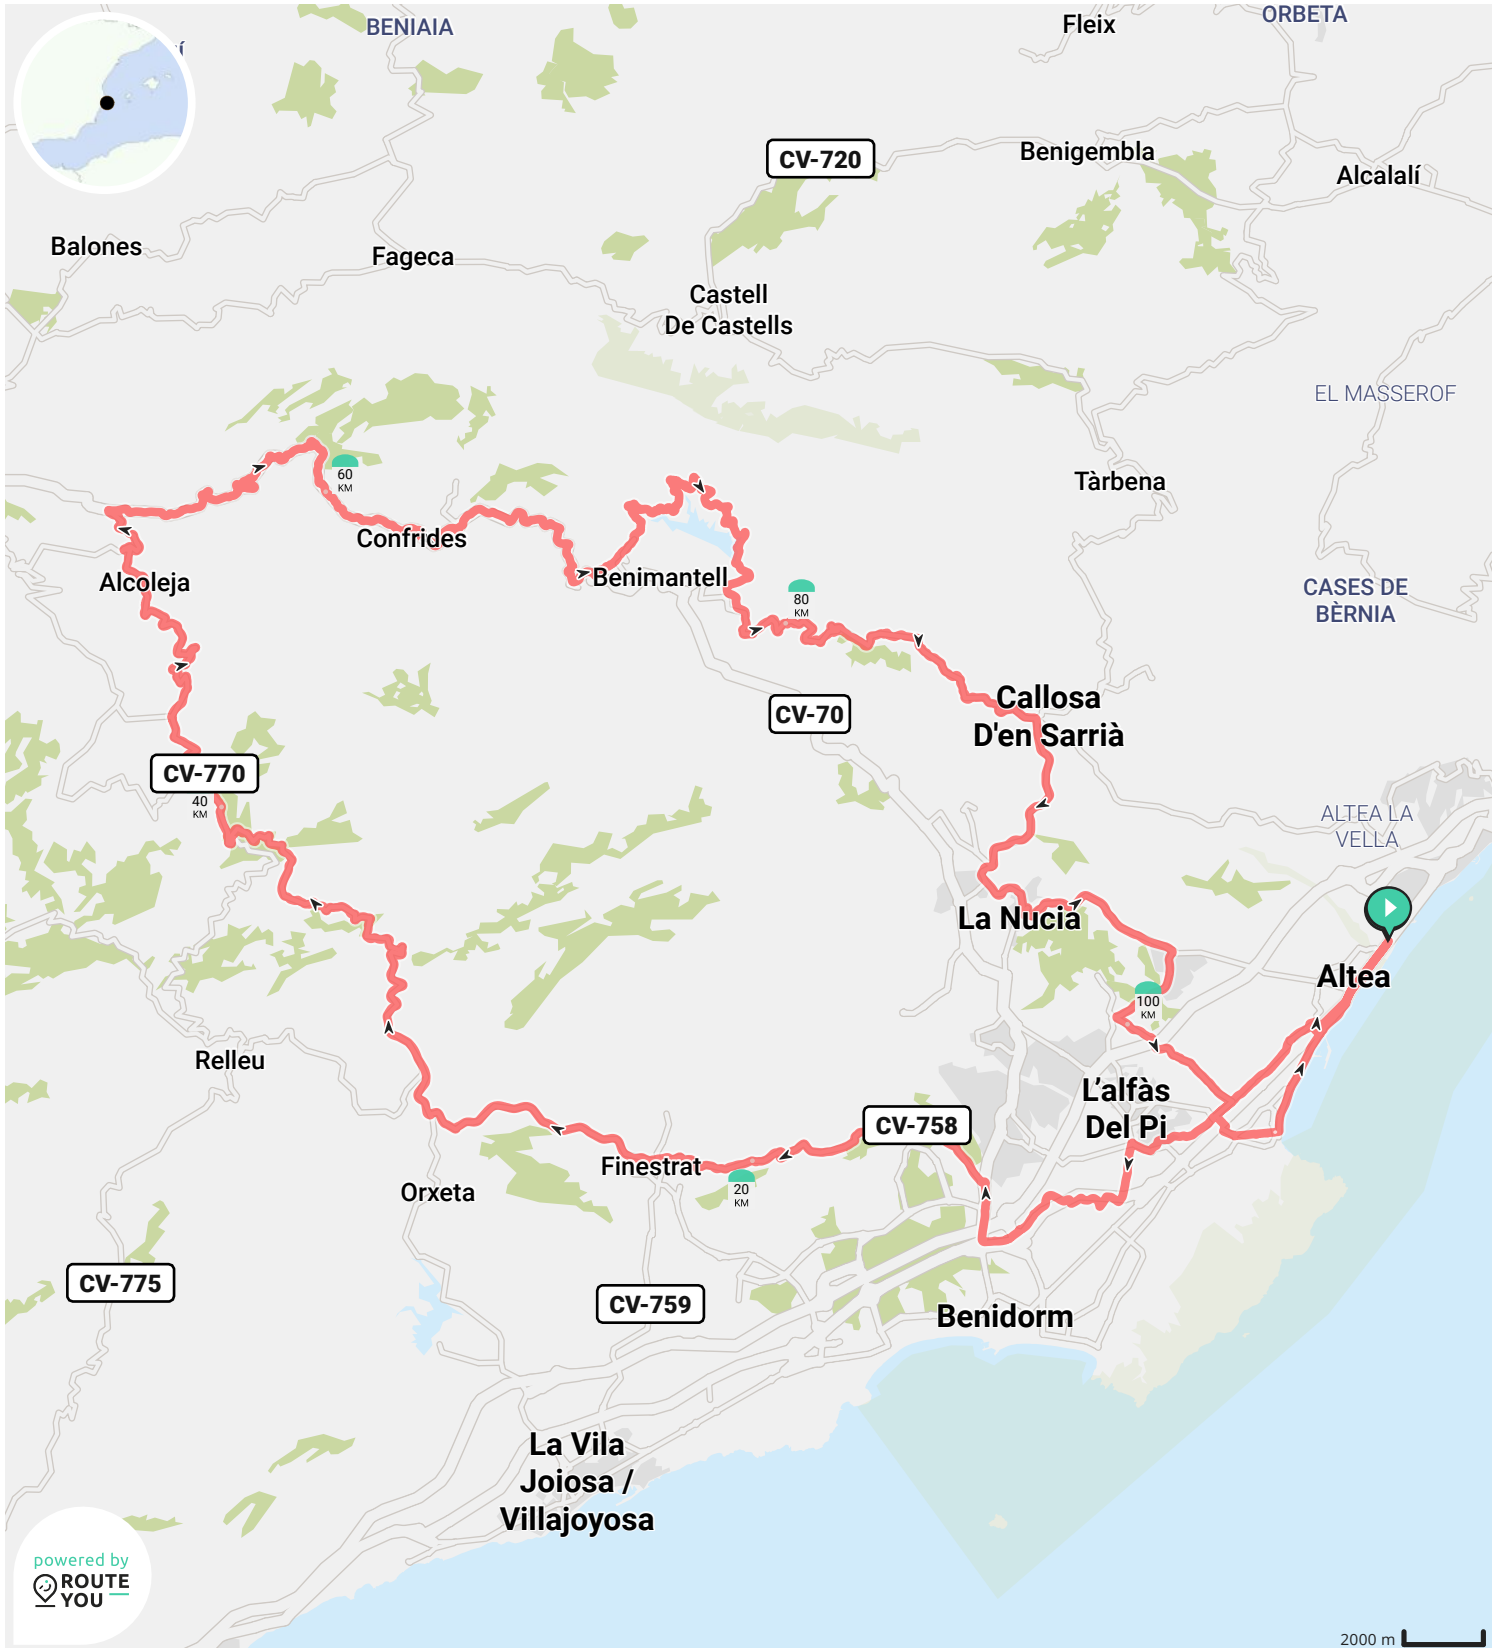 BENIAIA
Fleix
ORBETA
í
CV-720
Benigembla
Alcalalí
Balones
Fageca
Castell
De Castells
EL MASSEROF
60
KM
Tàrbena
Confrides
Alcoleja
Benimantell
80
KM
CASES DE
BÈRNIA
Callosa
D'en Sarrià
CV-70
CV-770
40
KM
ALTEA LA
VELLA
La Nucia
Altea
100
KM
Relleu
L'alfàs
Del Pi
CV-758
Finestrat
20
KM
Orxeta
CV-775
CV-759
Benidorm
La Vila
Joiosa /
Villajoyosa
powered by
ROUTE
YOU
2000 m